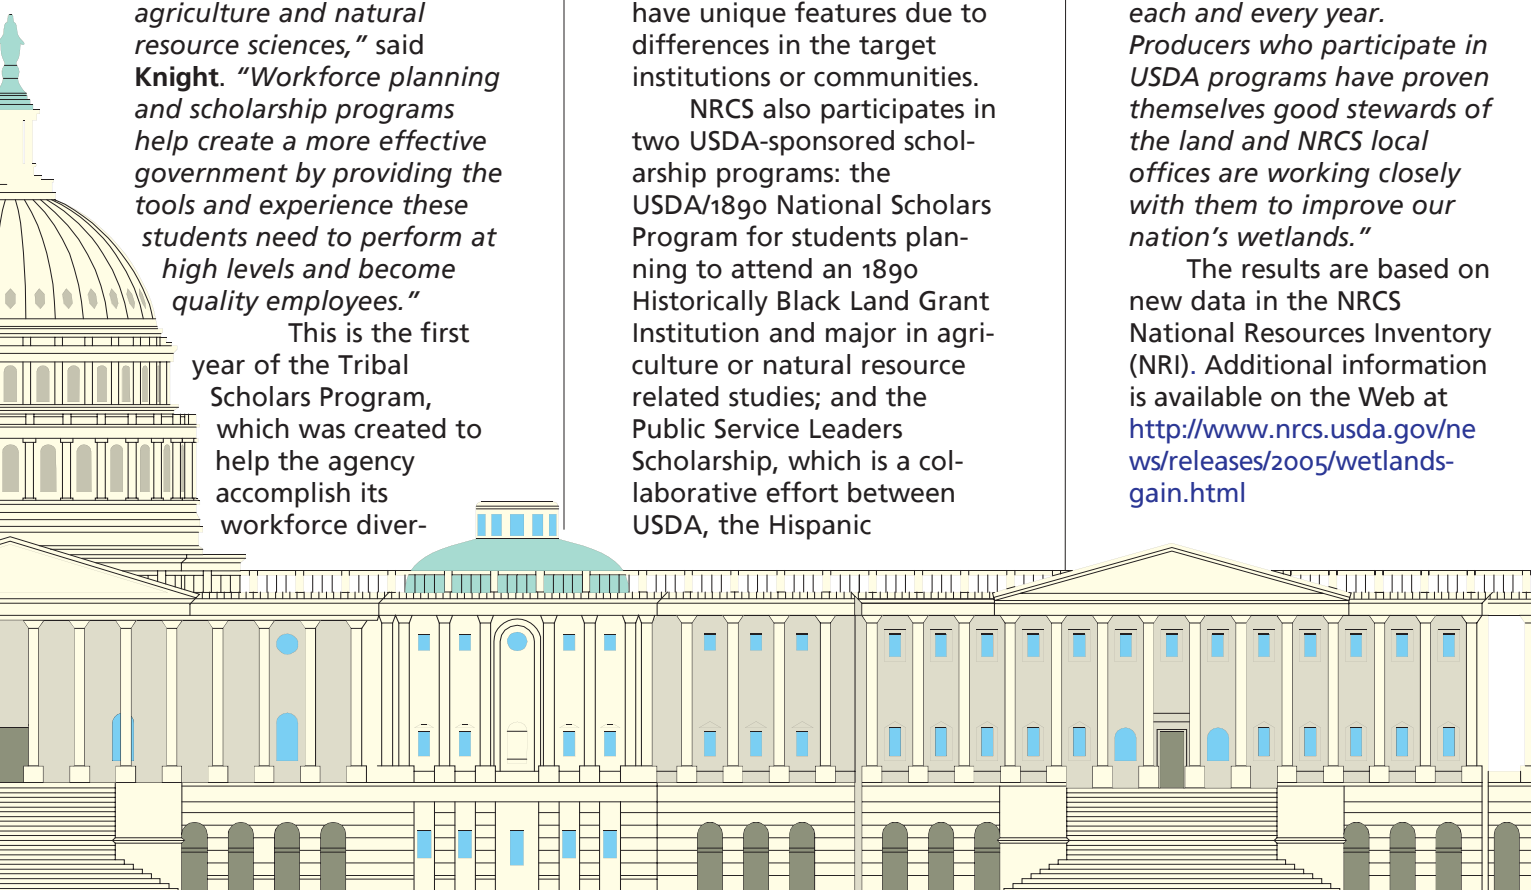 agriculture and natural
resource sciences,” said
Knight. “Workforce planning
and scholarship programs
help create a more effective
government by providing the
tools and experience these
students need to perform at
high levels and become
quality employees.”
This is the first
year of the Tribal
Scholars Program,
which was created to
help the agency
accomplish its
workforce diver-
have unique features due to
differences in the target
institutions or communities.
NRCS also participates in
two USDA-sponsored schol-
arship programs: the
USDA/1890 National Scholars
Program for students plan-
ning to attend an 1890
Historically Black Land Grant
Institution and major in agri-
culture or natural resource
related studies; and the
Public Service Leaders
Scholarship, which is a col-
laborative effort between
USDA, the Hispanic
each and every year.
Producers who participate in
USDA programs have proven
themselves good stewards of
the land and NRCS local
offices are working closely
with them to improve our
nation’s wetlands.”
The results are based on
new data in the NRCS
National Resources Inventory
(NRI). Additional information
is available on the Web at
http://www.nrcs.usda.gov/ne
ws/releases/2005/wetlands-
gain.html